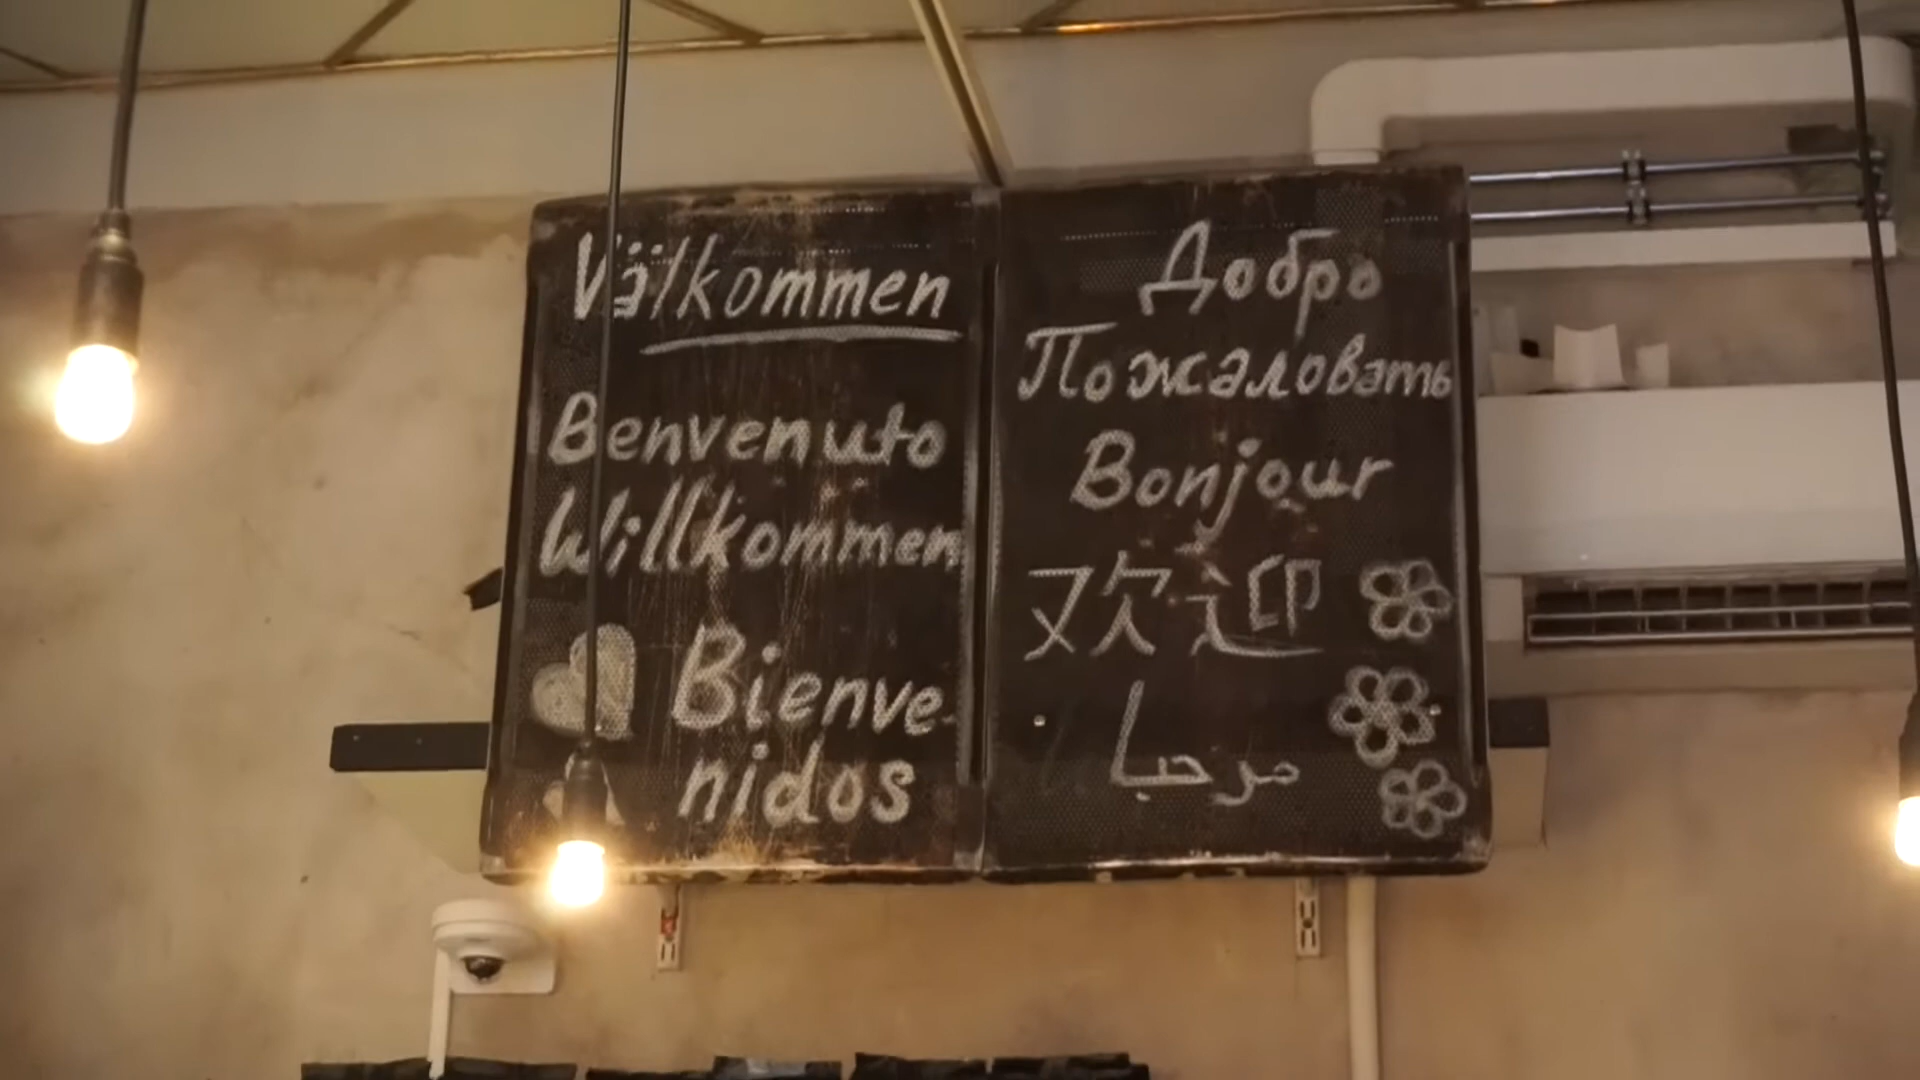 Välkommen
Benvenuto
Willkommen
Bienve-
nidos
Добро
Пожаловать
Bonjour
欢迎
مرحبا